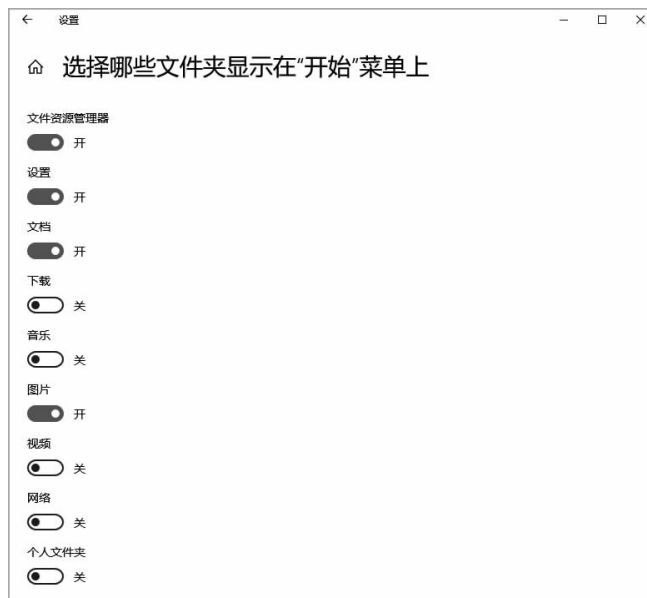 设置
选择哪些文件夹显示在“开始”菜单上
文件资源管理器
开
设置
开
文档
开
下载
关
音乐
关
图片
开
视频
关
网络
关
个人文件夹
关